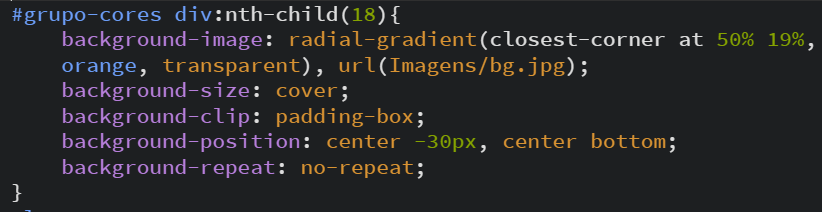 #grupo-cores div:nth-child(18){
background-image: radial-gradient(closest-corner at 50% 19%,
orange, transparent), url(Imagens/bg.jpg);
background-size: cover;
background-clip: padding-box;
background-position: center -30px, center bottom;
background-repeat: no-repeat;
}